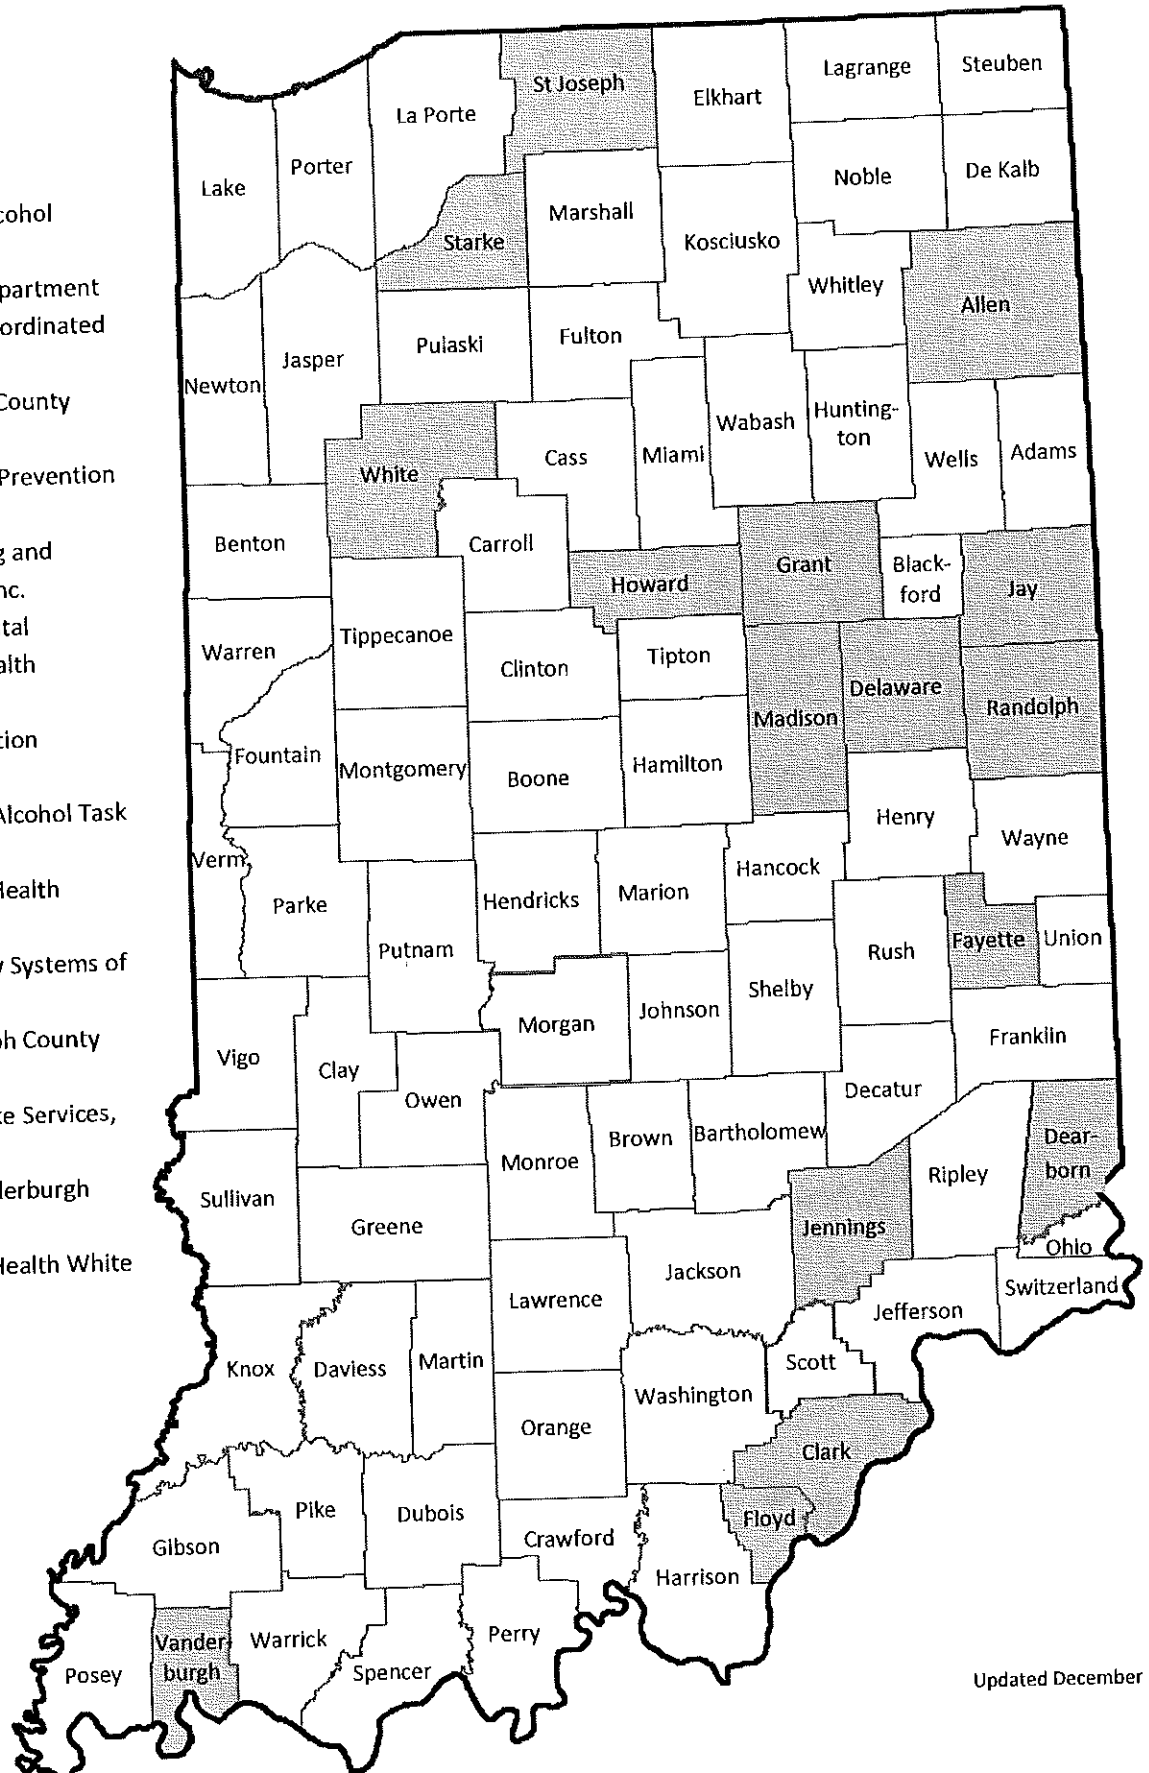 cohol
partment
ordinated
County
Prevention
g and
nc.
tal
alth
tion
Alcohol Task
Health
y Systems of
ph County
ke Services,
derburgh
Health White
St Joseph
Lagrange
Steuben
Elkhart
La Porte
Porter
Lake
Noble
De Kalb
Marshall
Starke
Kosciusko
Whitley
Allen
Fulton
Pulaski
Jasper
Newton
Wabash
Hunting-
ton
Cass
Miami
Wells
Adams
White
Benton
Carroll
Howard
Grant
Black-
ford
Jay
Tippecanoe
Warren
Clinton
Tipton
Delaware
Madison
Randolph
Fountain
Montgomery
Boone
Hamilton
Henry
Wayne
Verm
Parke
Hendricks
Marion
Hancock
Putnam
Rush
Fayette
Union
Shelby
Morgan
Johnson
Franklin
Vigo
Clay
Owen
Decatur
Monroe
Brown
Bartholomew
Dear-
born
Ripley
Sullivan
Greene
Jennings
Ohio
Jackson
Switzerland
Lawrence
Jefferson
Knox
Daviess
Martin
Scott
Washington
Orange
Clark
Pike
Dubois
Floyd
Gibson
Crawford
Harrison
Vander
burgh
Warrick
Perry
Posey
Spencer
Updated December